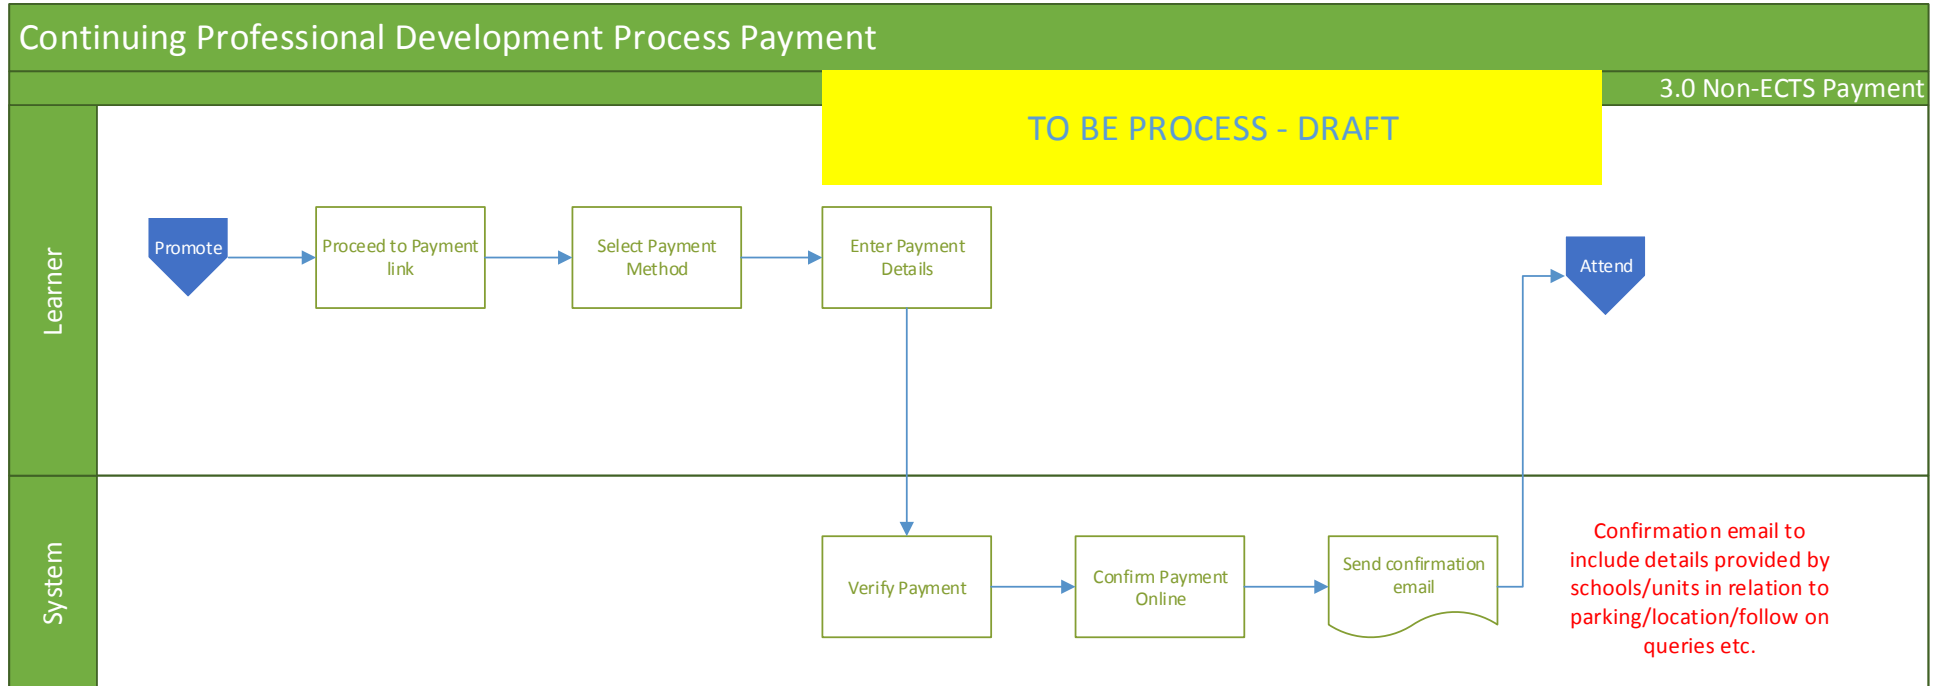 Continuing Professional Development Process Payment
3.0 Non-ECTS Payment
TO BE PROCESS - DRAFT
Learner
Promote
Proceed to Payment
link
Select Payment
Method
Enter Payment
Details
Attend
System
Verify Payment
Confirm Payment
Online
Send confirmation
email
Confirmation email to
include details provided by
schools/units in relation to
parking/location/follow on
queries etc.